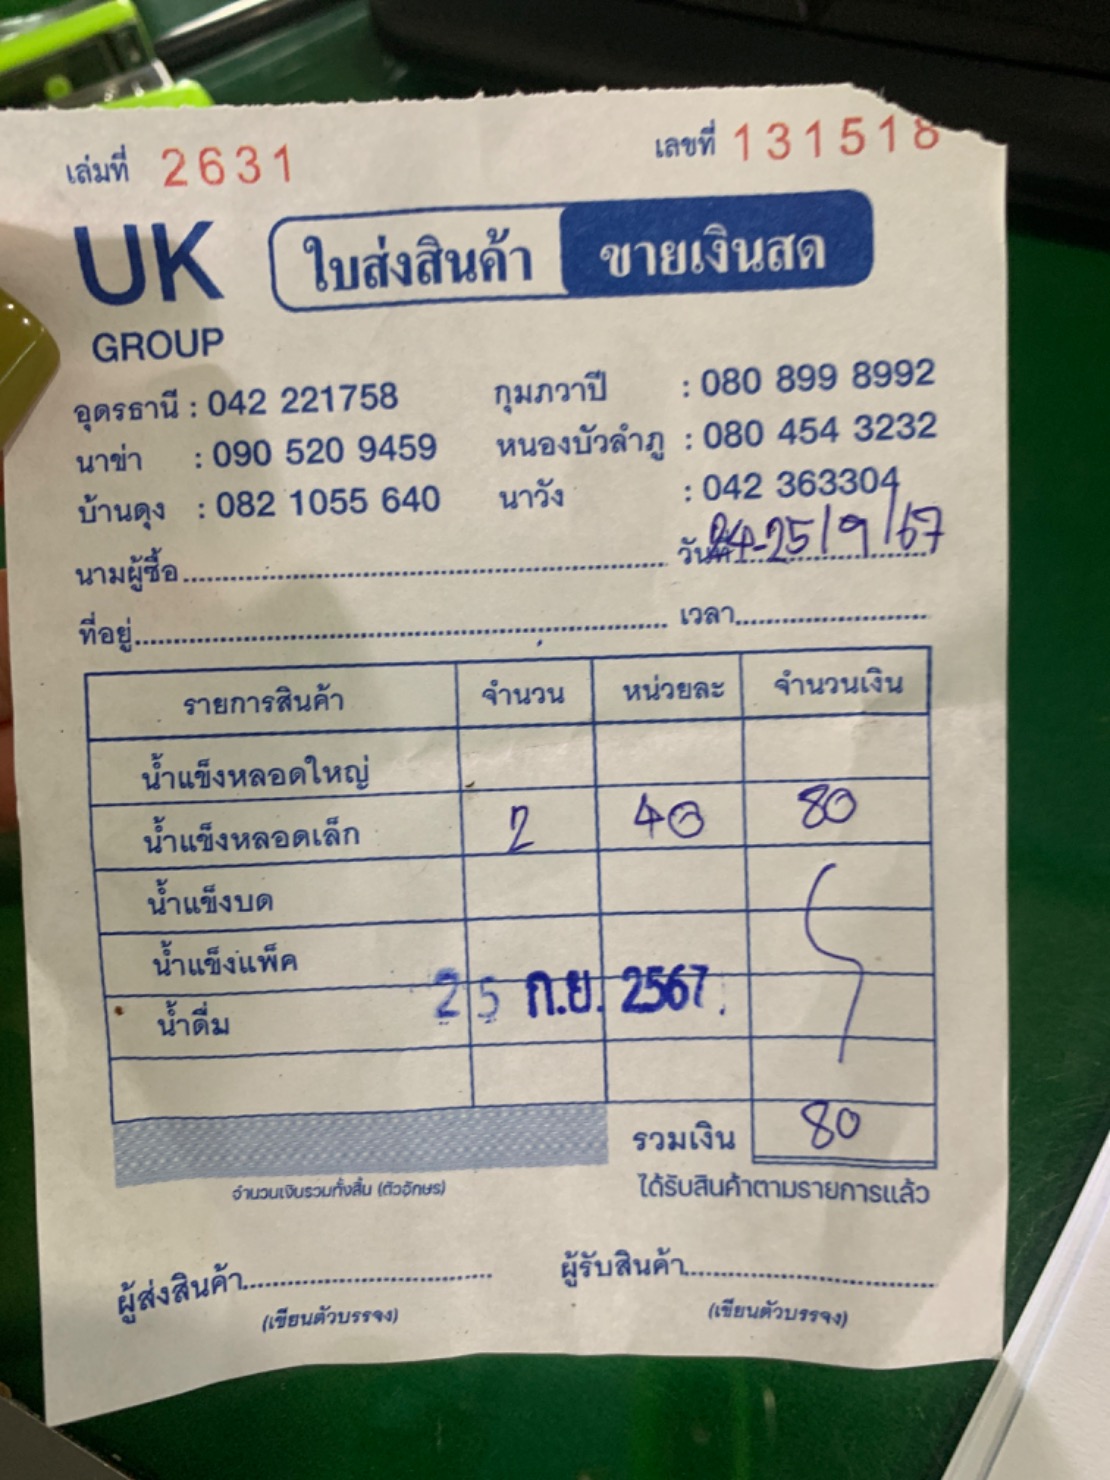 เล่มที่ 2631 เลขที่ 131518
UK GROUP ใบส่งสินค้า ขายเงินสด
อุดรธานี : 042 221758 กุมภวาปี : 080 899 8992
นาข่า : 090 520 9459 หนองบัวลำภู : 080 454 3232
บ้านดุง : 082 1055 640 นาวัง : 042 363304
นามผู้ซื้อ วันที่ 24-25/9/67
ที่อยู่ เวลา
รายการสินค้า จำนวน หน่วยละ จำนวนเงิน
น้ำแข็งหลอดใหญ่
น้ำแข็งหลอดเล็ก 2 40 80
น้ำแข็งบด
น้ำแข็งแพ็ค
25 ก.ย. 2567
น้ำดื่ม
รวมเงิน 80
จำนวนเงินรวมทั้งสิ้น (ตัวอักษร) ได้รับสินค้าตามรายการแล้ว
ผู้ส่งสินค้า ผู้รับสินค้า
(เขียนตัวบรรจง) (เขียนตัวบรรจง)